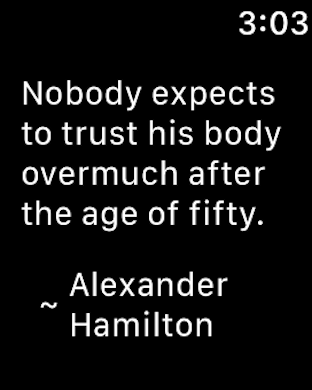 3:03
Nobody expects
to trust his body
overmuch after
the age of fifty.
~ Alexander
Hamilton